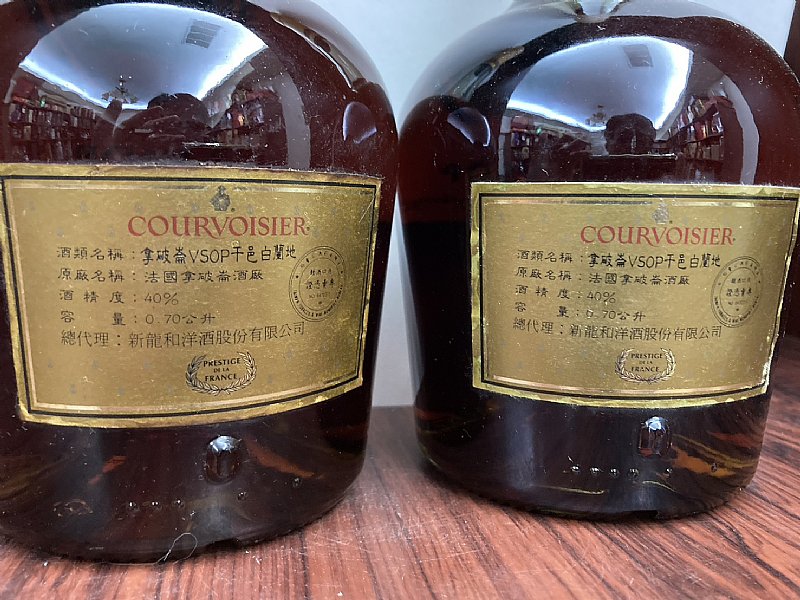 COURVOISIER
酒類名稱：拿破崙VSOP干邑白蘭地
原廠名稱：法國拿破崙酒廠
酒精度：40%
容量：0.70公升
總代理：新龍和洋酒股份有限公司
PRESTIGE
DE LA
FRANCE
COURVOISIER
酒類名稱：拿破崙VSOP干邑白蘭地
原廠名稱：法國拿破崙酒廠
酒精度：40%
容量：0.70公升
總代理：新龍和洋酒股份有限公司
PRESTIGE
DE LA
FRANCE